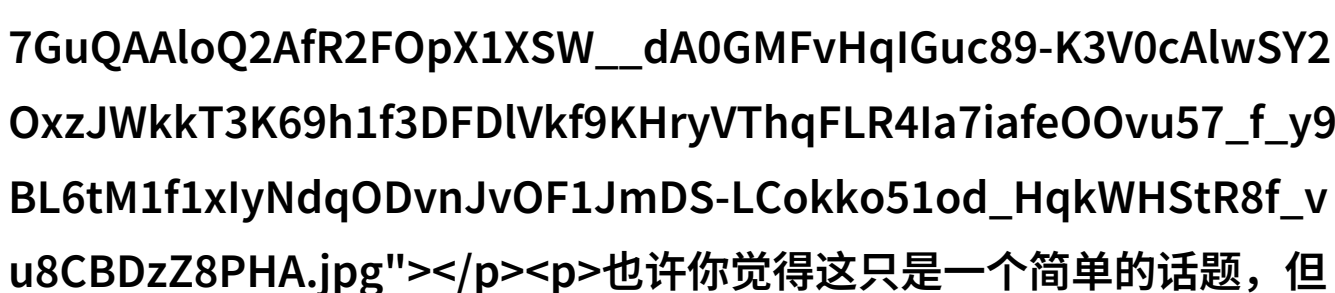 7GuQAAloQ2AfR2FOpX1XSW__dA0GMFvHqIGuc89-K3V0cAlwSY2
OxzJWkkT3K69h1f3DFDlVkf9KHryVThqFLR4Ia7iafeOOvu57_f_y9
BL6tM1f1xIyNdqODvnJvOF1JmDS-LCokko51od_HqkWHStR8f_v
u8CBDzZ8PHA.jpg"></p><p>也许你觉得这只是一个简单的话题，但